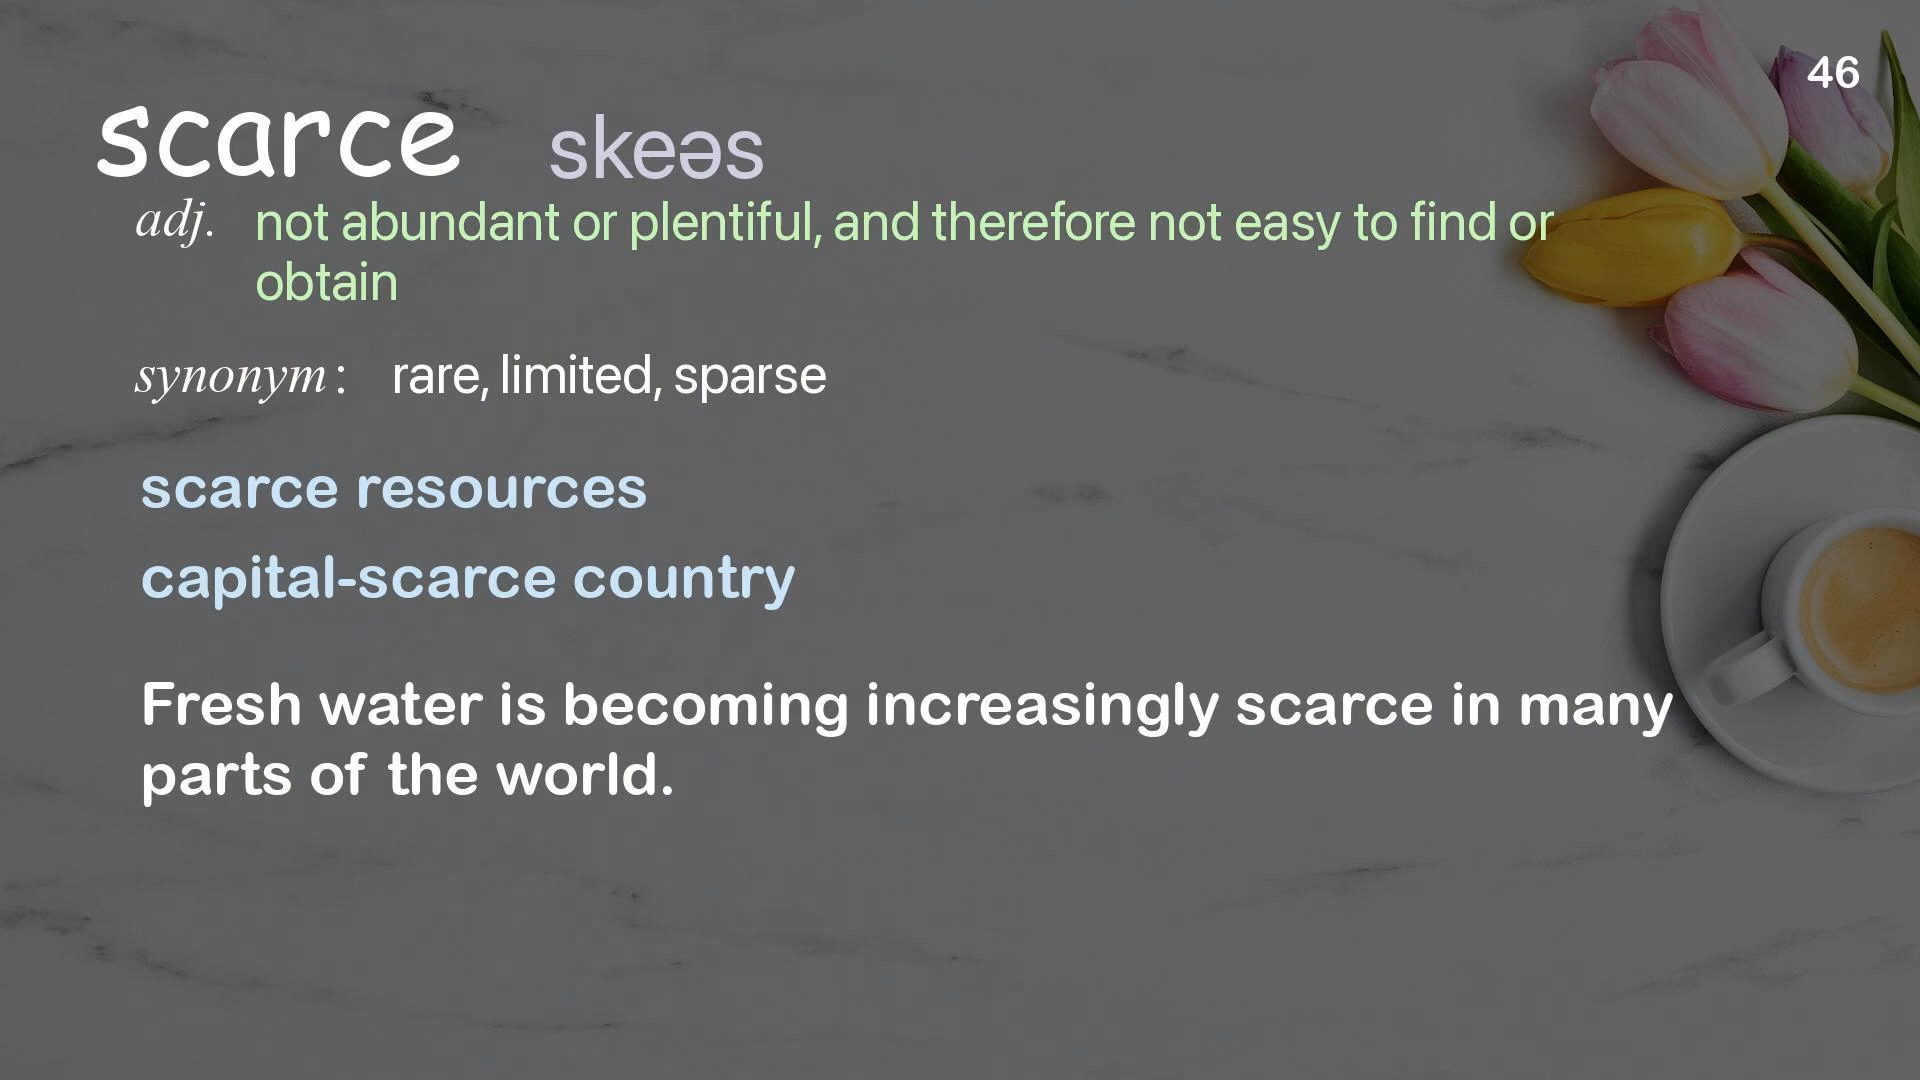 46
scarce skeəs
adj. not abundant or plentiful, and therefore not easy to find or
obtain
synonym: rare, limited, sparse
scarce resources
capital-scarce country
Fresh water is becoming increasingly scarce in many
parts of the world.